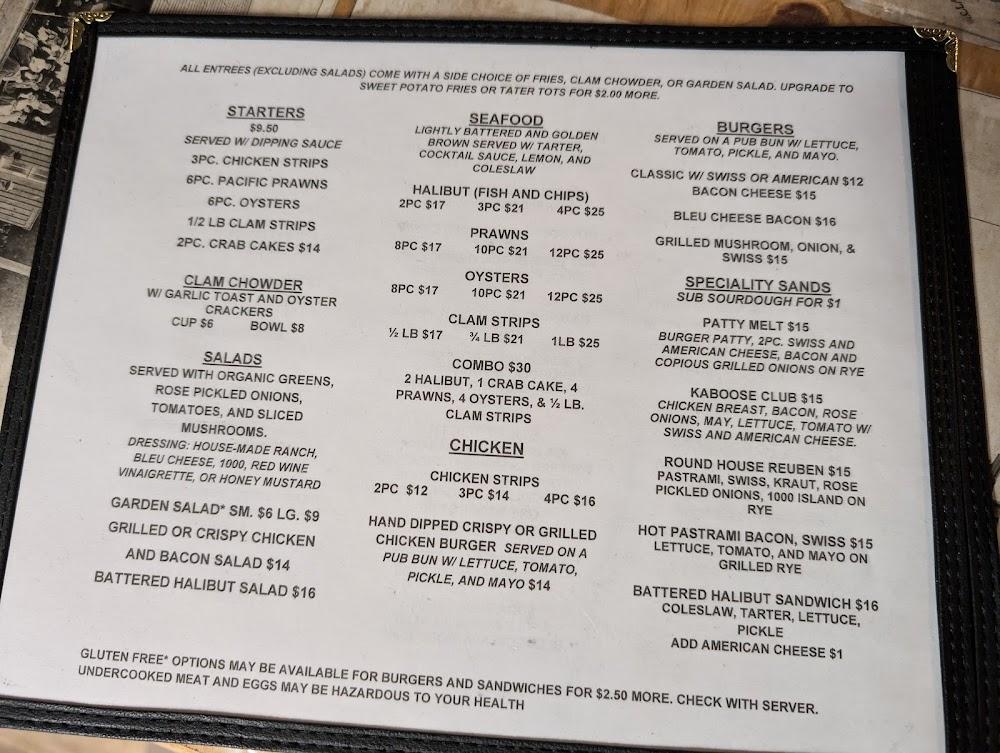 ALL ENTREES (EXCLUDING SALADS) COME WITH A SIDE CHOICE OF FRIES, CLAM CHOWDER, OR GARDEN SALAD. UPGRADE TO
SWEET POTATO FRIES OR TATER TOTS FOR $2.00 MORE.
STARTERS
$9.50
SERVED W/ DIPPING SAUCE
3PC. CHICKEN STRIPS
6PC. PACIFIC PRAWNS
6PC. OYSTERS
1/2 LB CLAM STRIPS
2PC. CRAB CAKES $14
CLAM CHOWDER
W/ GARLIC TOAST AND OYSTER
CRACKERS
CUP $6 BOWL $8
SALADS
SERVED WITH ORGANIC GREENS,
ROSE PICKLED ONIONS,
TOMATOES, AND SLICED
MUSHROOMS.
DRESSING: HOUSE-MADE RANCH,
BLEU CHEESE, 1000, RED WINE
VINAIGRETTE, OR HONEY MUSTARD
GARDEN SALAD* SM. $6 LG. $9
GRILLED OR CRISPY CHICKEN
AND BACON SALAD $14
BATTERED HALIBUT SALAD $16
SEAFOOD
LIGHTLY BATTERED AND GOLDEN
BROWN SERVED W/ TARTER,
COCKTAIL SAUCE, LEMON, AND
COLESLAW
HALIBUT (FISH AND CHIPS)
2PC $17 3PC $21 4PC $25
PRAWNS
8PC $17 10PC $21 12PC $25
OYSTERS
8PC $17 10PC $21 12PC $25
CLAM STRIPS
½ LB $17 ¾ LB $21 1LB $25
COMBO $30
2 HALIBUT, 1 CRAB CAKE, 4
PRAWNS, 4 OYSTERS, & ½ LB.
CLAM STRIPS
CHICKEN
CHICKEN STRIPS
2PC $12 3PC $14 4PC $16
HAND DIPPED CRISPY OR GRILLED
CHICKEN BURGER SERVED ON A
PUB BUN W/ LETTUCE, TOMATO,
PICKLE, AND MAYO $14
BURGERS
SERVED ON A PUB BUN W/ LETTUCE,
TOMATO, PICKLE, AND MAYO.
CLASSIC W/ SWISS OR AMERICAN $12
BACON CHEESE $15
BLEU CHEESE BACON $16
GRILLED MUSHROOM, ONION, &
SWISS $15
SPECIALITY SANDS
SUB SOURDOUGH FOR $1
PATTY MELT $15
BURGER PATTY, 2PC. SWISS AND
AMERICAN CHEESE, BACON AND
COPIOUS GRILLED ONIONS ON RYE
KABOOSE CLUB $15
CHICKEN BREAST, BACON, ROSE
ONIONS, MAY, LETTUCE, TOMATO W/
SWISS AND AMERICAN CHEESE.
ROUND HOUSE REUBEN $15
PASTRAMI, SWISS, KRAUT, ROSE
PICKLED ONIONS, 1000 ISLAND ON
RYE
HOT PASTRAMI BACON, SWISS $15
LETTUCE, TOMATO, AND MAYO ON
GRILLED RYE
BATTERED HALIBUT SANDWICH $16
COLESLAW, TARTER, LETTUCE,
PICKLE
ADD AMERICAN CHEESE $1
GLUTEN FREE* OPTIONS MAY BE AVAILABLE FOR BURGERS AND SANDWICHES FOR $2.50 MORE. CHECK WITH SERVER.
UNDERCOOKED MEAT AND EGGS MAY BE HAZARDOUS TO YOUR HEALTH